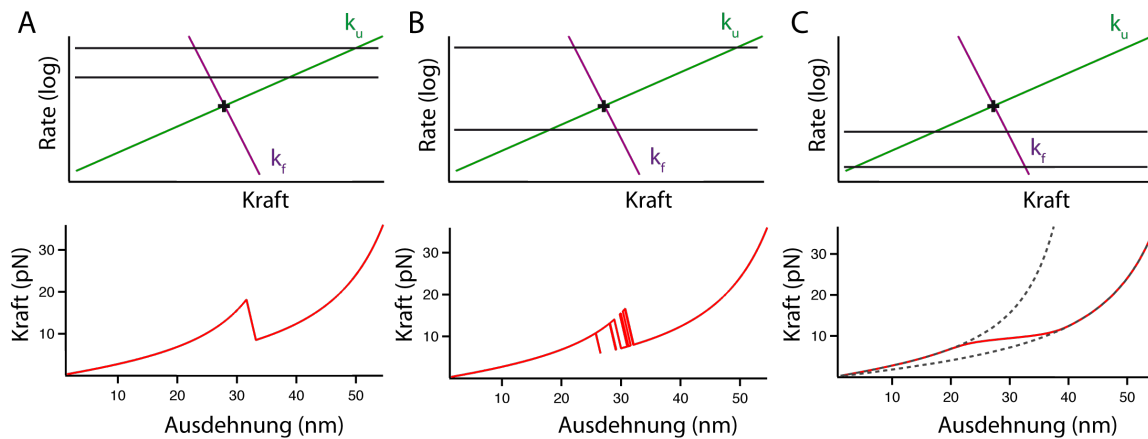 A
Rate (log)
k_u
k_f
Kraft
Kraft (pN)
30
20
10
10 20 30 40 50
Ausdehnung (nm)
B
Rate (log)
k_u
k_f
Kraft
Kraft (pN)
30
20
10
10 20 30 40 50
Ausdehnung (nm)
C
Rate (log)
k_u
k_f
Kraft
Kraft (pN)
30
20
10
10 20 30 40 50
Ausdehnung (nm)